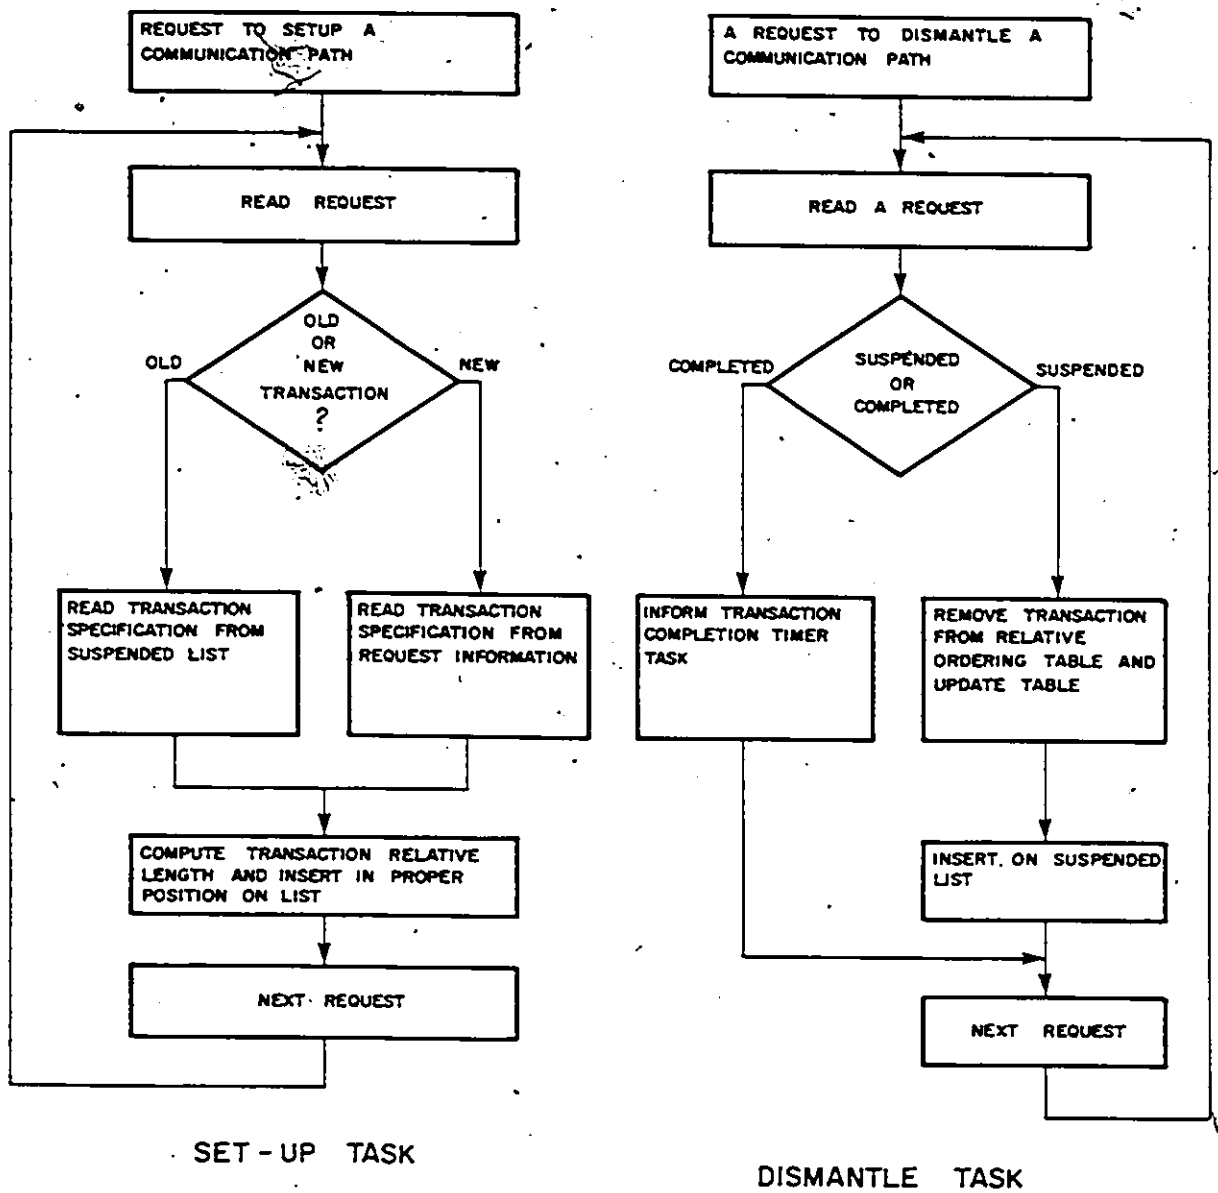 REQUEST TO SETUP A
COMMUNICATION PATH
READ REQUEST
OLD
OR
NEW
TRANSACTION
?
OLD
NEW
READ TRANSACTION
SPECIFICATION FROM
SUSPENDED LIST
READ TRANSACTION
SPECIFICATION FROM
REQUEST INFORMATION
COMPUTE TRANSACTION RELATIVE
LENGTH AND INSERT IN PROPER
POSITION ON LIST
NEXT REQUEST
SET-UP TASK
A REQUEST TO DISMANTLE A
COMMUNICATION PATH
READ A REQUEST
SUSPENDED
OR
COMPLETED
COMPLETED
SUSPENDED
INFORM TRANSACTION
COMPLETION TIMER
TASK
REMOVE TRANSACTION
FROM RELATIVE
ORDERING TABLE AND
UPDATE TABLE
INSERT ON SUSPENDED
LIST
NEXT REQUEST
DISMANTLE TASK